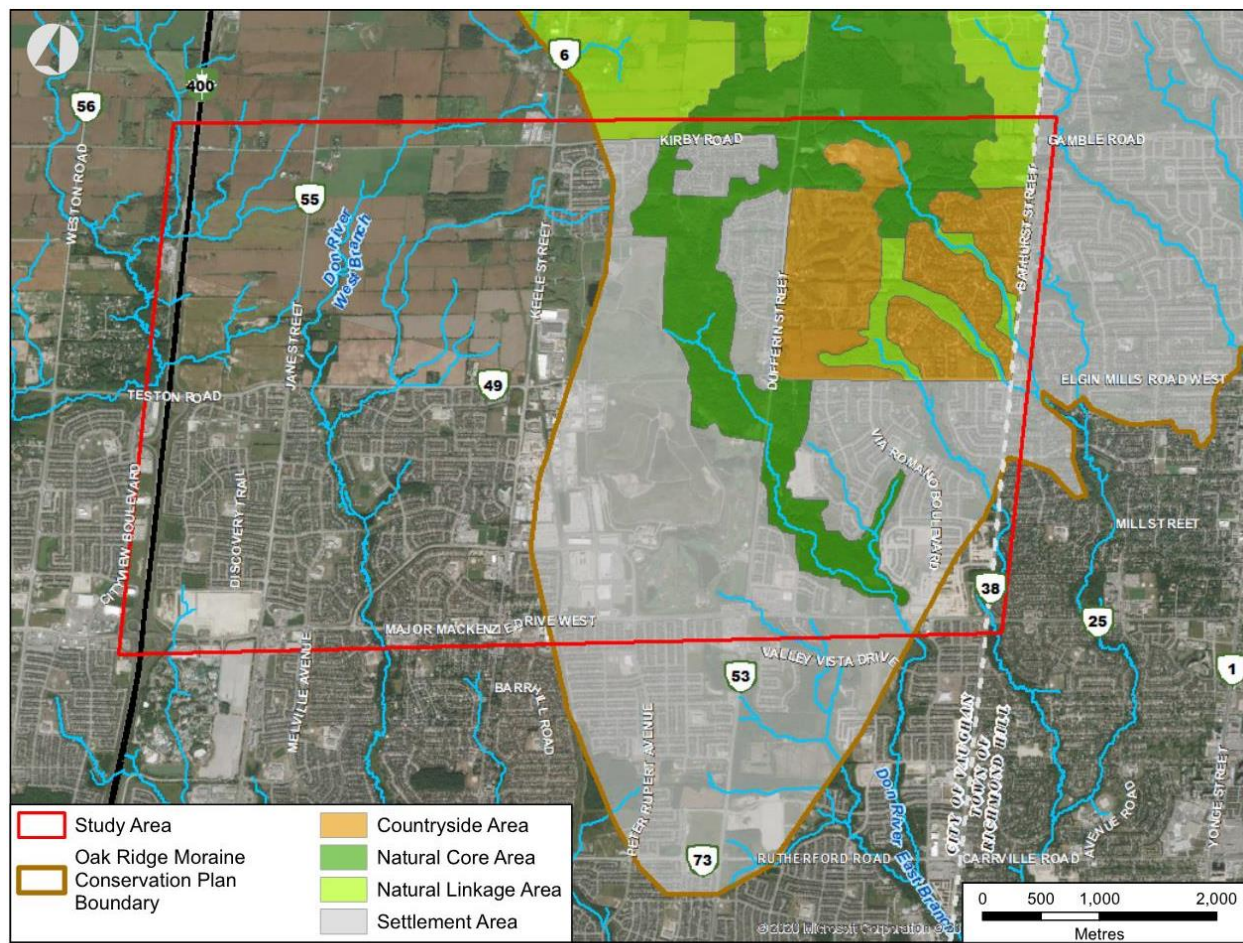 400
6
56
KIRBY ROAD
GAMBLE ROAD
WESTON ROAD
55
Don River
West Branch
KEELE STREET
BATHURST STREET
DUFFERIN STREET
JANE STREET
49
TESTON ROAD
ELGIN MILLS ROAD WEST
CITYVIEW BOULEVARD
DISCOVERY TRAIL
VIA ROMANO BOULEVARD
MILL STREET
38
25
MAJOR MACKENZIE DRIVE WEST
VALLEY VISTA DRIVE
MELVILLE AVENUE
BARRHILL ROAD
53
1
PETER RUPERT AVENUE
Don River East Branch
CITY OF VAUGHAN
TOWN OF
RICHMOND HILL
AVENUE ROAD
YONGE STREET
73
RUTHERFORD ROAD
CARRVILLE ROAD
Study Area
Oak Ridge Moraine
Conservation Plan
Boundary
Countryside Area
Natural Core Area
Natural Linkage Area
Settlement Area
0 500 1,000 2,000
Metres
© 2020 Microsoft Corporation © 20